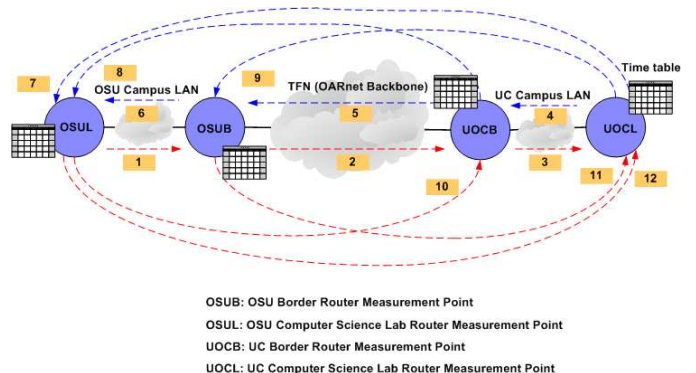 7
8
9
OSU Campus LAN
TFN (OARnet Backbone)
Time table
UC Campus LAN
6
5
4
OSUL
OSUB
UOCB
UOCL
1
2
3
10
11
12
OSUB: OSU Border Router Measurement Point
OSUL: OSU Computer Science Lab Router Measurement Point
UOCB: UC Border Router Measurement Point
UOCL: UC Computer Science Lab Router Measurement Point